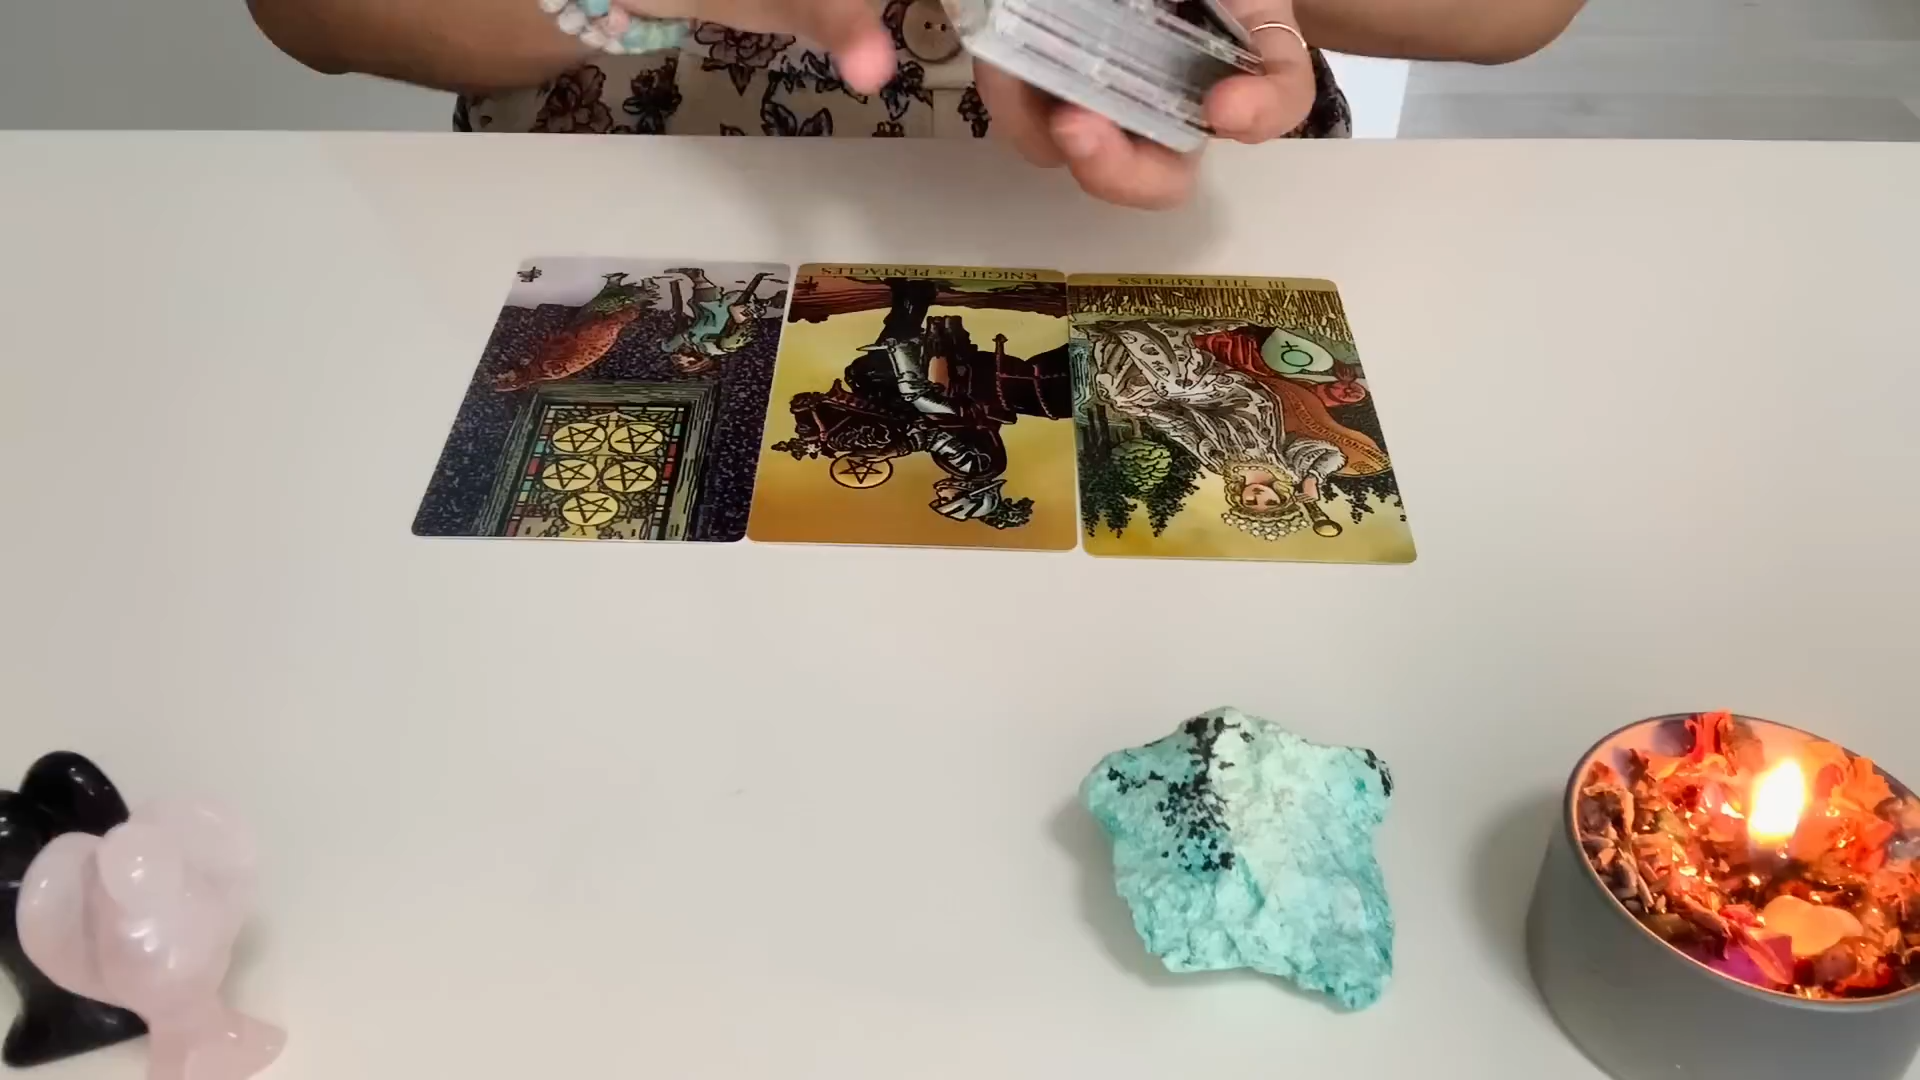 KNIGHT OF PENTACLES
III THE EMPRESS
V